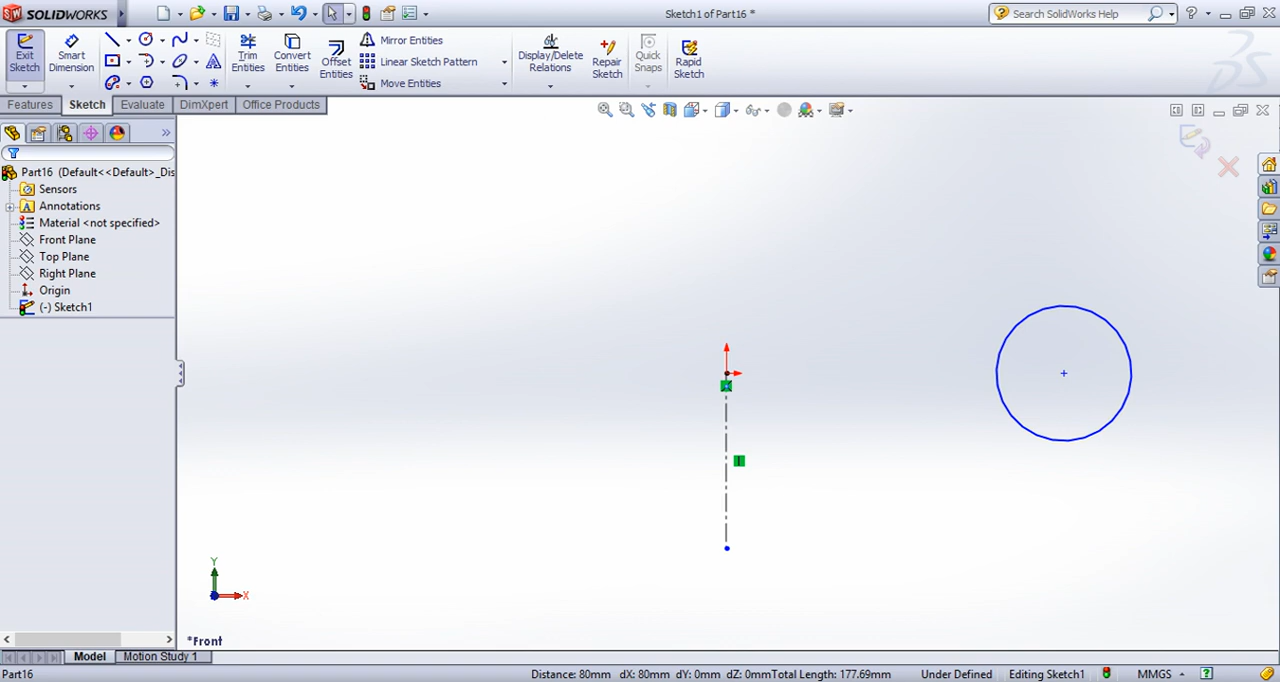 SOLIDWORKS
Sketch1 of Part16 *
Search SolidWorks Help
Exit Sketch
Smart Dimension
Trim Entities
Convert Entities
Offset Entities
Mirror Entities
Linear Sketch Pattern
Move Entities
Display/Delete Relations
Repair Sketch
Quick Snaps
Rapid Sketch
Features
Sketch
Evaluate
DimXpert
Office Products
Part16 (Default<<Default>_Dis
Sensors
Annotations
Material <not specified>
Front Plane
Top Plane
Right Plane
Origin
(-) Sketch1
Y
X
*Front
Model
Motion Study 1
Part16
Distance: 80mm dX: 80mm dY: 0mm dZ: 0mmTotal Length: 177.69mm
Under Defined
Editing Sketch1
MMGS